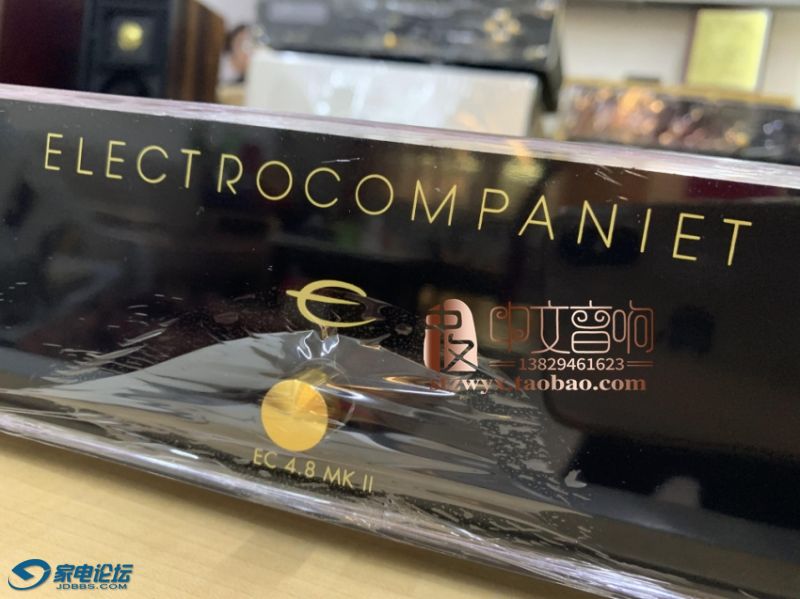 ELECTROCOMPANIET
中文音响
13829461623
stzwyx.taobao.com
EC 4.8 MK II
家电论坛
JDBBS.COM